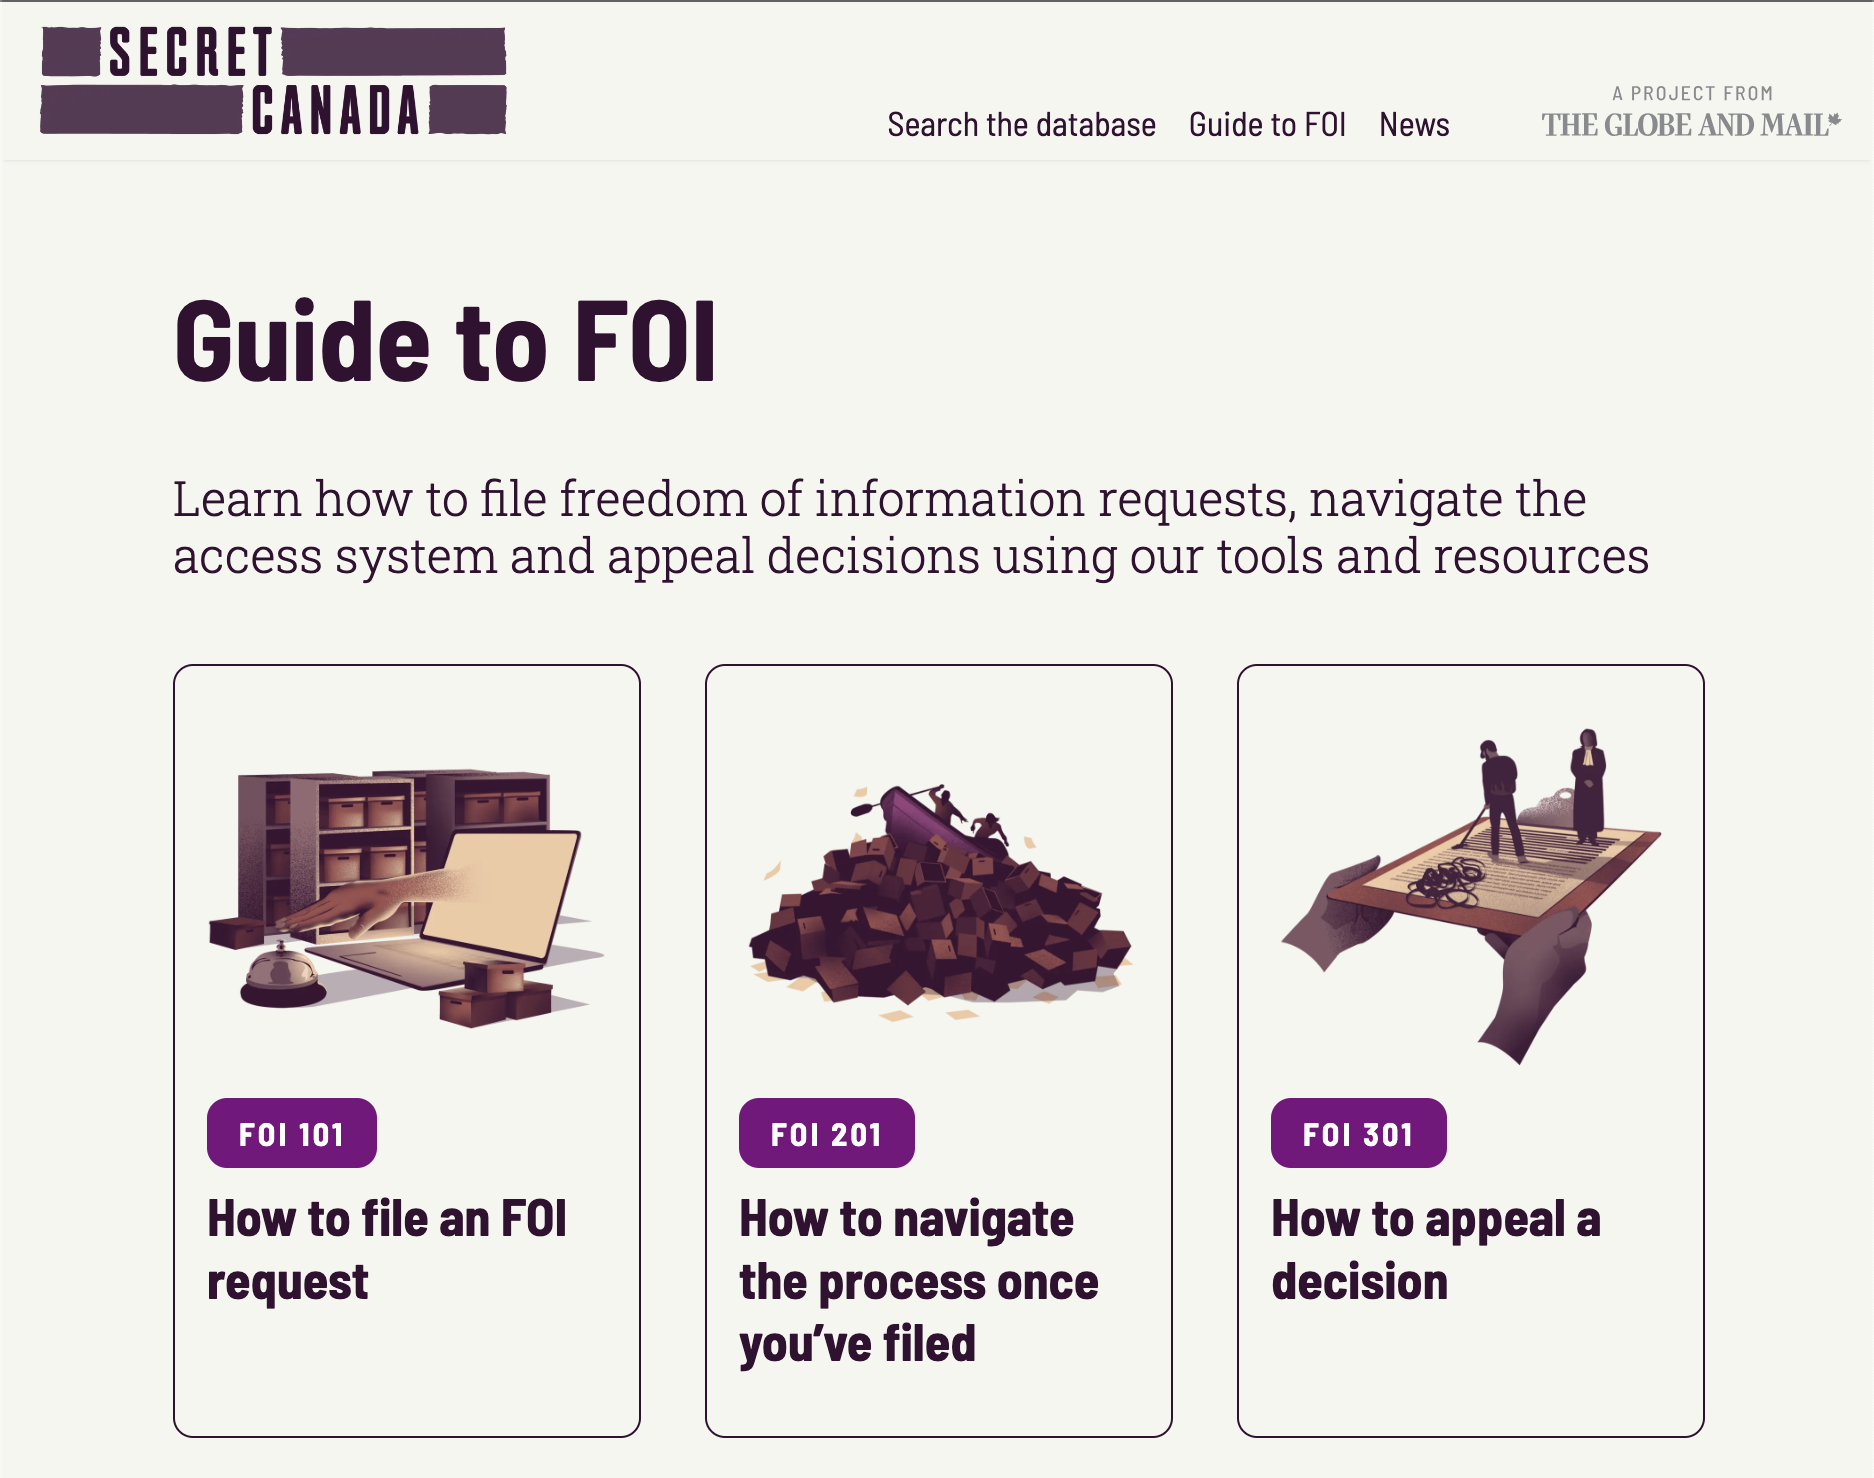 SECRET
CANADA
Search the database
Guide to FOI
News
A PROJECT FROM
THE GLOBE AND MAIL
Guide to FOI
Learn how to file freedom of information requests, navigate the
access system and appeal decisions using our tools and resources
FOI 101
How to file an FOI
request
FOI 201
How to navigate
the process once
you’ve filed
FOI 301
How to appeal a
decision